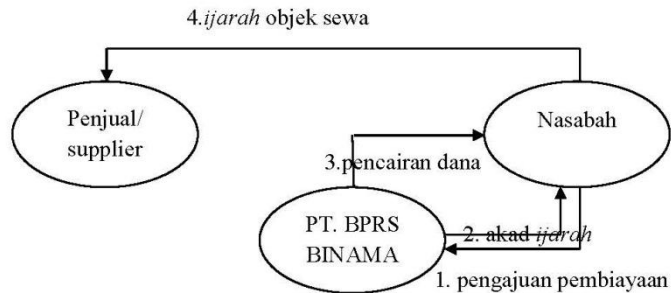 4.ijarah objek sewa
Penjual/
supplier
Nasabah
3.pencairan dana
PT. BPRS
BINAMA
2. akad ijarah
1. pengajuan pembiayaan